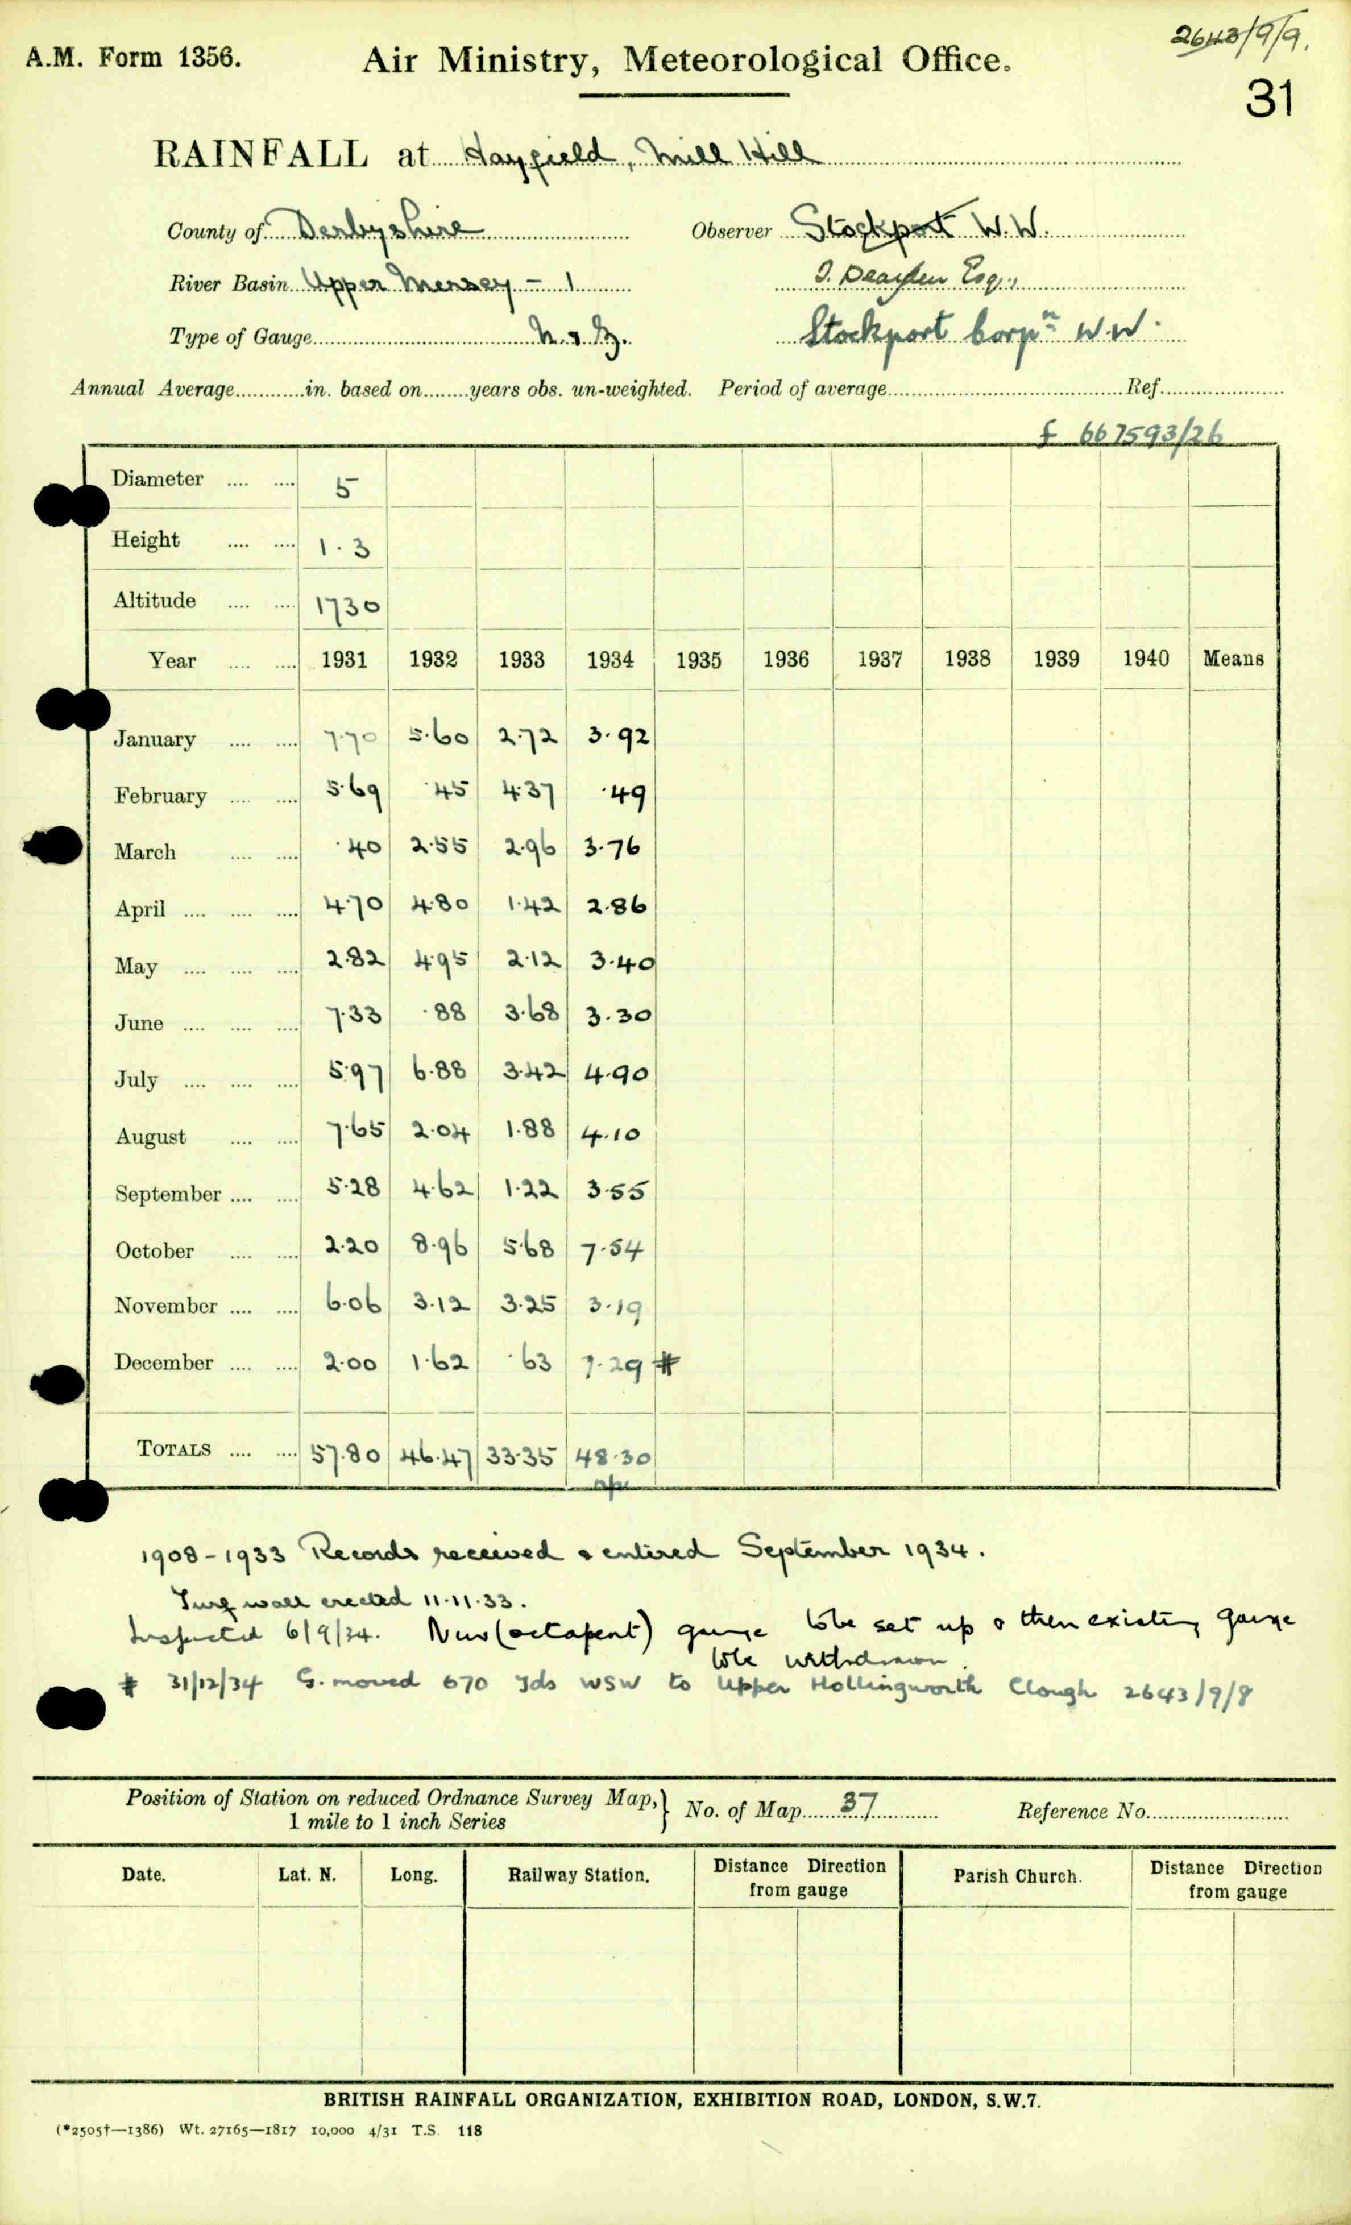 2643/9/9.
A.M. Form 1356. Air Ministry, Meteorological Office.
31
RAINFALL at Hayfield, Mill Hill
County of Derbyshire Observer Stockport W.W.
River Basin Upper Mersey - 1 Esq.,
Type of Gauge Stockport Corpn W.W.
Annual Average in. based on years obs. un-weighted. Period of average Ref.
£ 667593/26
Diameter 5
Height 1.3
Altitude 1730
Year 1931 1932 1933 1934 1935 1936 1937 1938 1939 1940 Means
January 7.70 5.60 2.72 3.92
February 5.69 .45 4.37 .49
March .40 2.55 2.96 3.76
April 4.70 4.80 1.42 2.86
May 2.82 4.95 2.12 3.40
June 7.33 .88 3.68 3.30
July 5.97 6.88 3.42 4.90
August 7.65 2.04 1.88 4.10
September 5.28 4.62 1.22 3.55
October 2.20 8.96 5.68 7.54
November 6.06 3.12 3.25 3.19
December 2.00 1.62 .63 7.29 #
TOTALS 57.80 46.47 33.35 48.30
1908-1933 Records received & entered September 1934.
Turf wall erected 11.11.33.
Inspected 6/9/34. New (octapent) gauge to be set up & then existing gauge
to be withdrawn.
# 31/12/34 G. moved 670 yds WSW to Upper Hollingworth Clough 2643/9/8
Position of Station on reduced Ordnance Survey Map, } No. of Map 37 Reference No.
1 mile to 1 inch Series
Date. Lat. N. Long. Railway Station. Distance Direction from gauge Parish Church. Distance Direction from gauge
BRITISH RAINFALL ORGANIZATION, EXHIBITION ROAD, LONDON, S.W.7.
(*2505†—1386) Wt. 27165—1817 10,000 4/31 T.S. 118